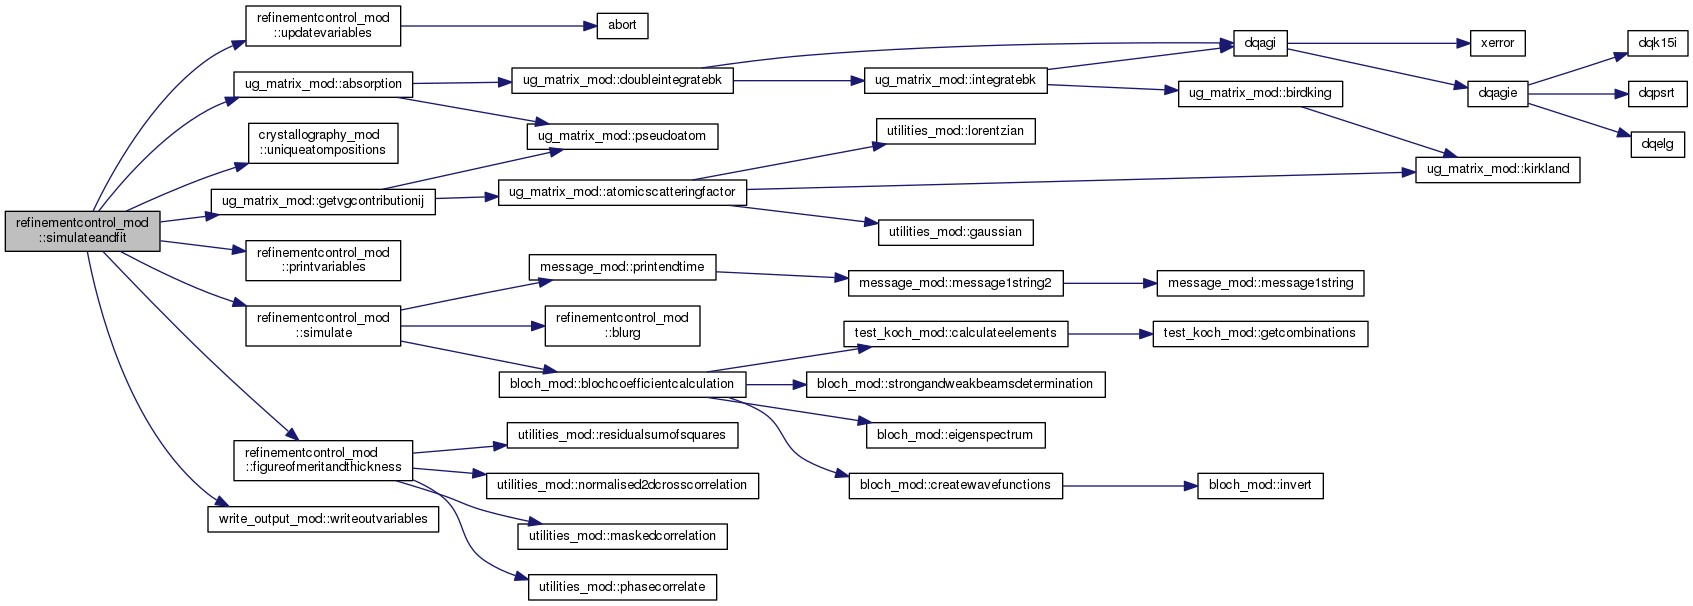 refinementcontrol_mod
::simulateandfit
refinementcontrol_mod
::updatevariables
abort
ug_matrix_mod::absorption
ug_matrix_mod::doubleintegratebk
ug_matrix_mod::integratebk
dqagi
xerror
dqk15i
dqagie
dqpsrt
dqelg
ug_matrix_mod::birdking
ug_matrix_mod::kirkland
ug_matrix_mod::pseudoatom
crystallography_mod
::uniqueatompositions
ug_matrix_mod::getvgcontributionij
ug_matrix_mod::atomicscatteringfactor
utilities_mod::lorentzian
utilities_mod::gaussian
refinementcontrol_mod
::printvariables
refinementcontrol_mod
::simulate
message_mod::printendtime
message_mod::message1string2
message_mod::message1string
refinementcontrol_mod
::blurg
bloch_mod::blochcoefficientcalculation
test_koch_mod::calculateelements
test_koch_mod::getcombinations
bloch_mod::strongandweakbeamsdetermination
bloch_mod::eigenspectrum
bloch_mod::createwavefunctions
bloch_mod::invert
refinementcontrol_mod
::figureofmeritandthickness
utilities_mod::residualsumofsquares
utilities_mod::normalised2dcrosscorrelation
utilities_mod::maskedcorrelation
utilities_mod::phasecorrelate
write_output_mod::writeoutvariables